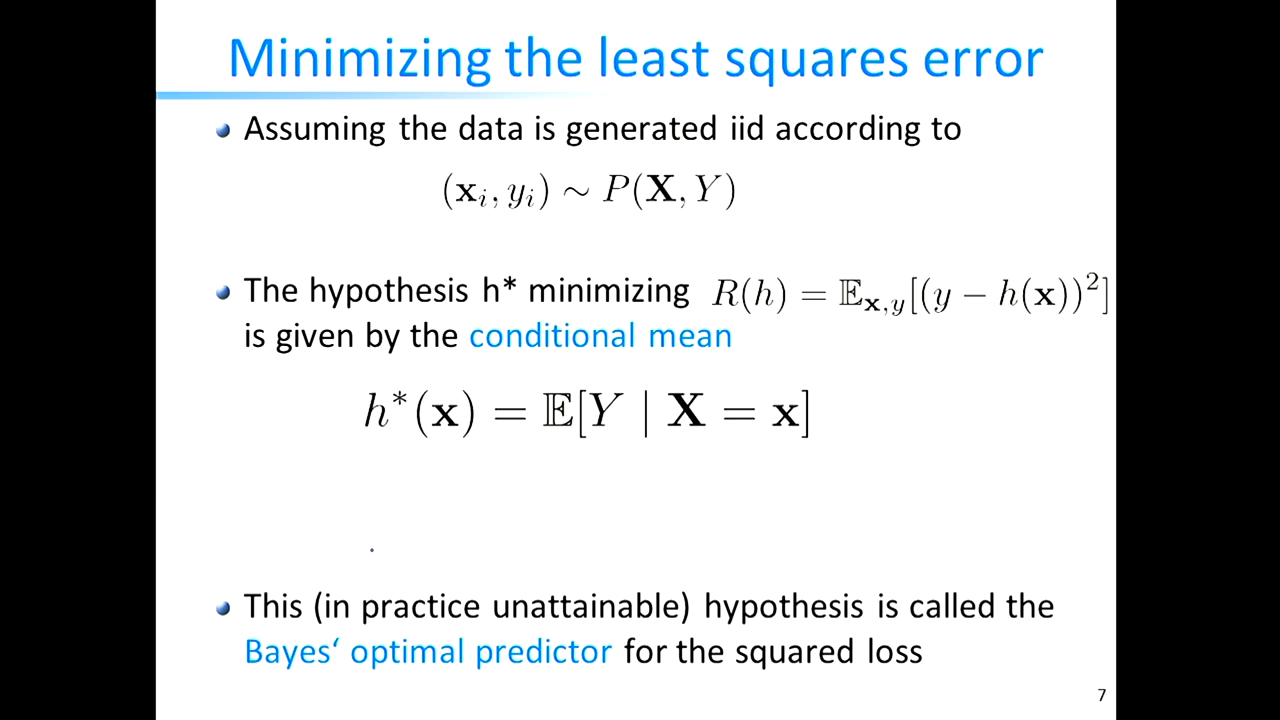 Minimizing the least squares error
Assuming the data is generated iid according to
(𝐱ᵢ, yᵢ) ∼ P(𝐗, Y)
The hypothesis h* minimizing R(h) = 𝔼_{𝐱,y}[(y − h(𝐱))²]
is given by the conditional mean
h*(𝐱) = 𝔼[Y | 𝐗 = 𝐱]
This (in practice unattainable) hypothesis is called the
Bayes‘ optimal predictor for the squared loss
7